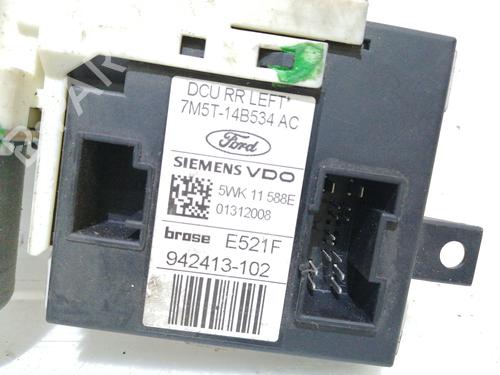 DCU RR LEFT*
7M5T-14B534 AC
Ford
SIEMENS VDO
5WK 11 588E
01312008
brose E521F
942413-102